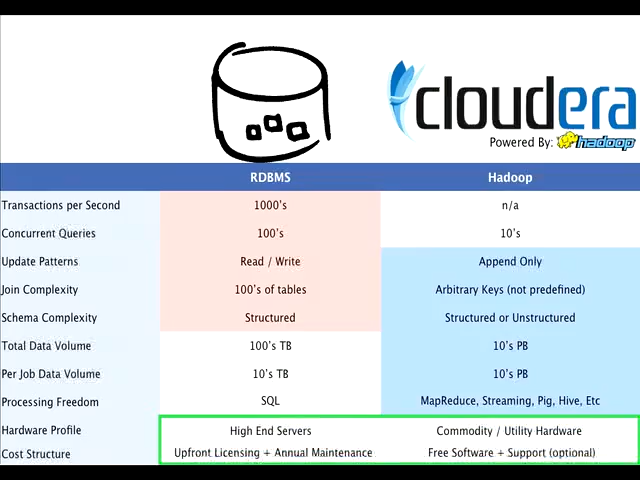 cloudera
Powered By: hadoop
RDBMS Hadoop
Transactions per Second 1000's n/a
Concurrent Queries 100's 10's
Update Patterns Read / Write Append Only
Join Complexity 100's of tables Arbitrary Keys (not predefined)
Schema Complexity Structured Structured or Unstructured
Total Data Volume 100's TB 10's PB
Per Job Data Volume 10's TB 10's PB
Processing Freedom SQL MapReduce, Streaming, Pig, Hive, Etc
Hardware Profile High End Servers Commodity / Utility Hardware
Cost Structure Upfront Licensing + Annual Maintenance Free Software + Support (optional)